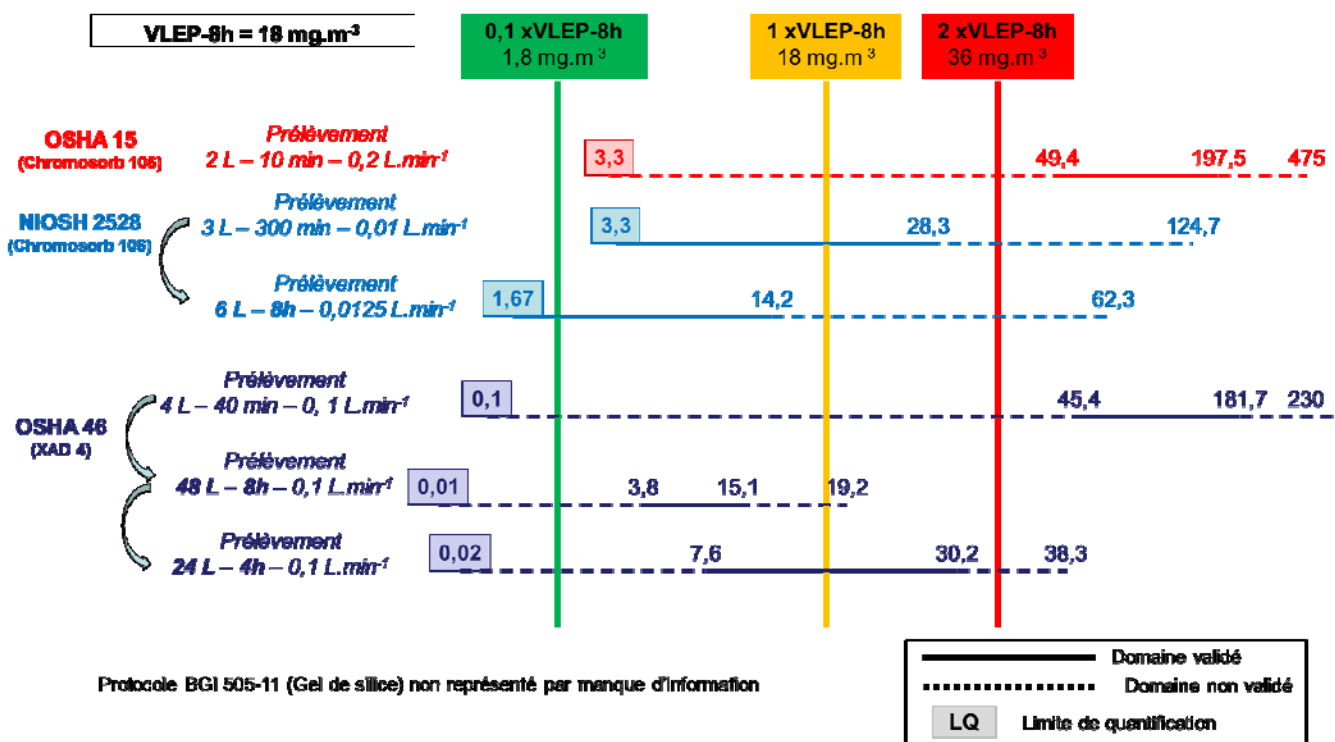 VLEP-8h = 18 mg.m-3
0,1 xVLEP-8h
1,8 mg.m 3
1 xVLEP-8h
18 mg.m 3
2 xVLEP-8h
36 mg.m 3
OSHA 15
(Chromosorb 106)
Prélèvement
2 L – 10 min – 0,2 L.min-1
3,3 49,4 197,5 475
NIOSH 2528
(Chromosorb 106)
Prélèvement
3 L – 300 min – 0,01 L.min-1
3,3 28,3 124,7
Prélèvement
6 L – 8h – 0,0125 L.min-1
1,67 14,2 62,3
OSHA 46
(XAD 4)
Prélèvement
4 L – 40 min – 0, 1 L.min-1
0,1 45,4 181,7 230
Prélèvement
48 L – 8h – 0,1 L.min-1
0,01 3,8 15,1 19,2
Prélèvement
24 L – 4h – 0,1 L.min-1
0,02 7,6 30,2 38,3
Protocole BGI 505-11 (Gel de silice) non représenté par manque d'information
Domaine validé
Domaine non validé
LQ Limite de quantification